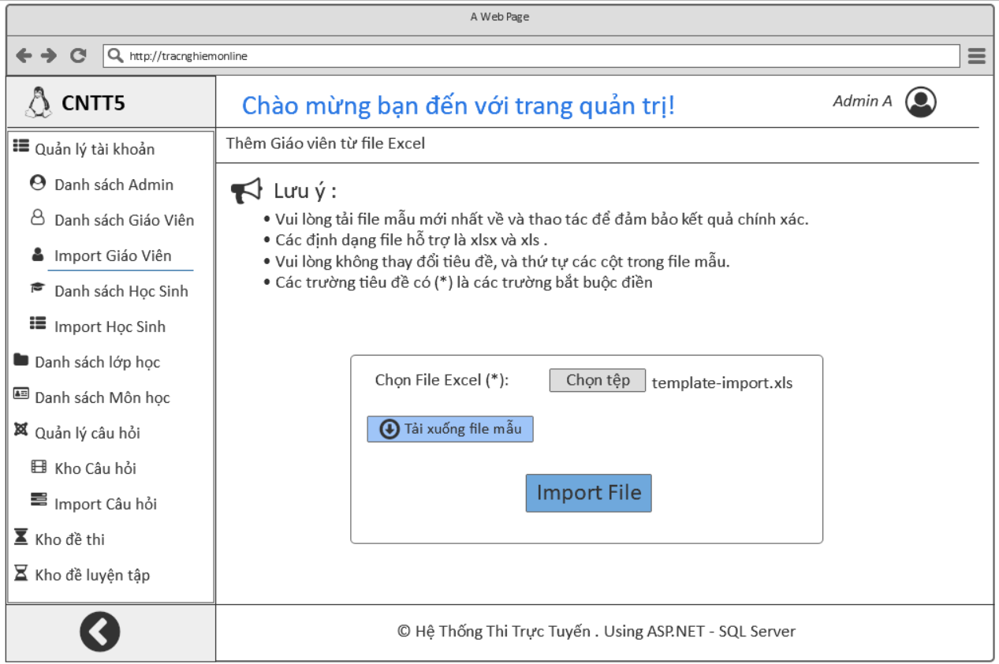 A Web Page
http://tracnghiemonline
CNTT5
Chào mừng bạn đến với trang quản trị!
Admin A
Quản lý tài khoản
Danh sách Admin
Danh sách Giáo Viên
Import Giáo Viên
Danh sách Học Sinh
Import Học Sinh
Danh sách lớp học
Danh sách Môn học
Quản lý câu hỏi
Kho Câu hỏi
Import Câu hỏi
Kho đề thi
Kho đề luyện tập
Thêm Giáo viên từ file Excel
Lưu ý :
• Vui lòng tải file mẫu mới nhất về và thao tác để đảm bảo kết quả chính xác.
• Các định dạng file hỗ trợ là xlsx và xls .
• Vui lòng không thay đổi tiêu đề, và thứ tự các cột trong file mẫu.
• Các trường tiêu đề có (*) là các trường bắt buộc điền
Chọn File Excel (*):
Chọn tệp
template-import.xls
Tải xuống file mẫu
Import File
© Hệ Thống Thi Trực Tuyến . Using ASP.NET - SQL Server